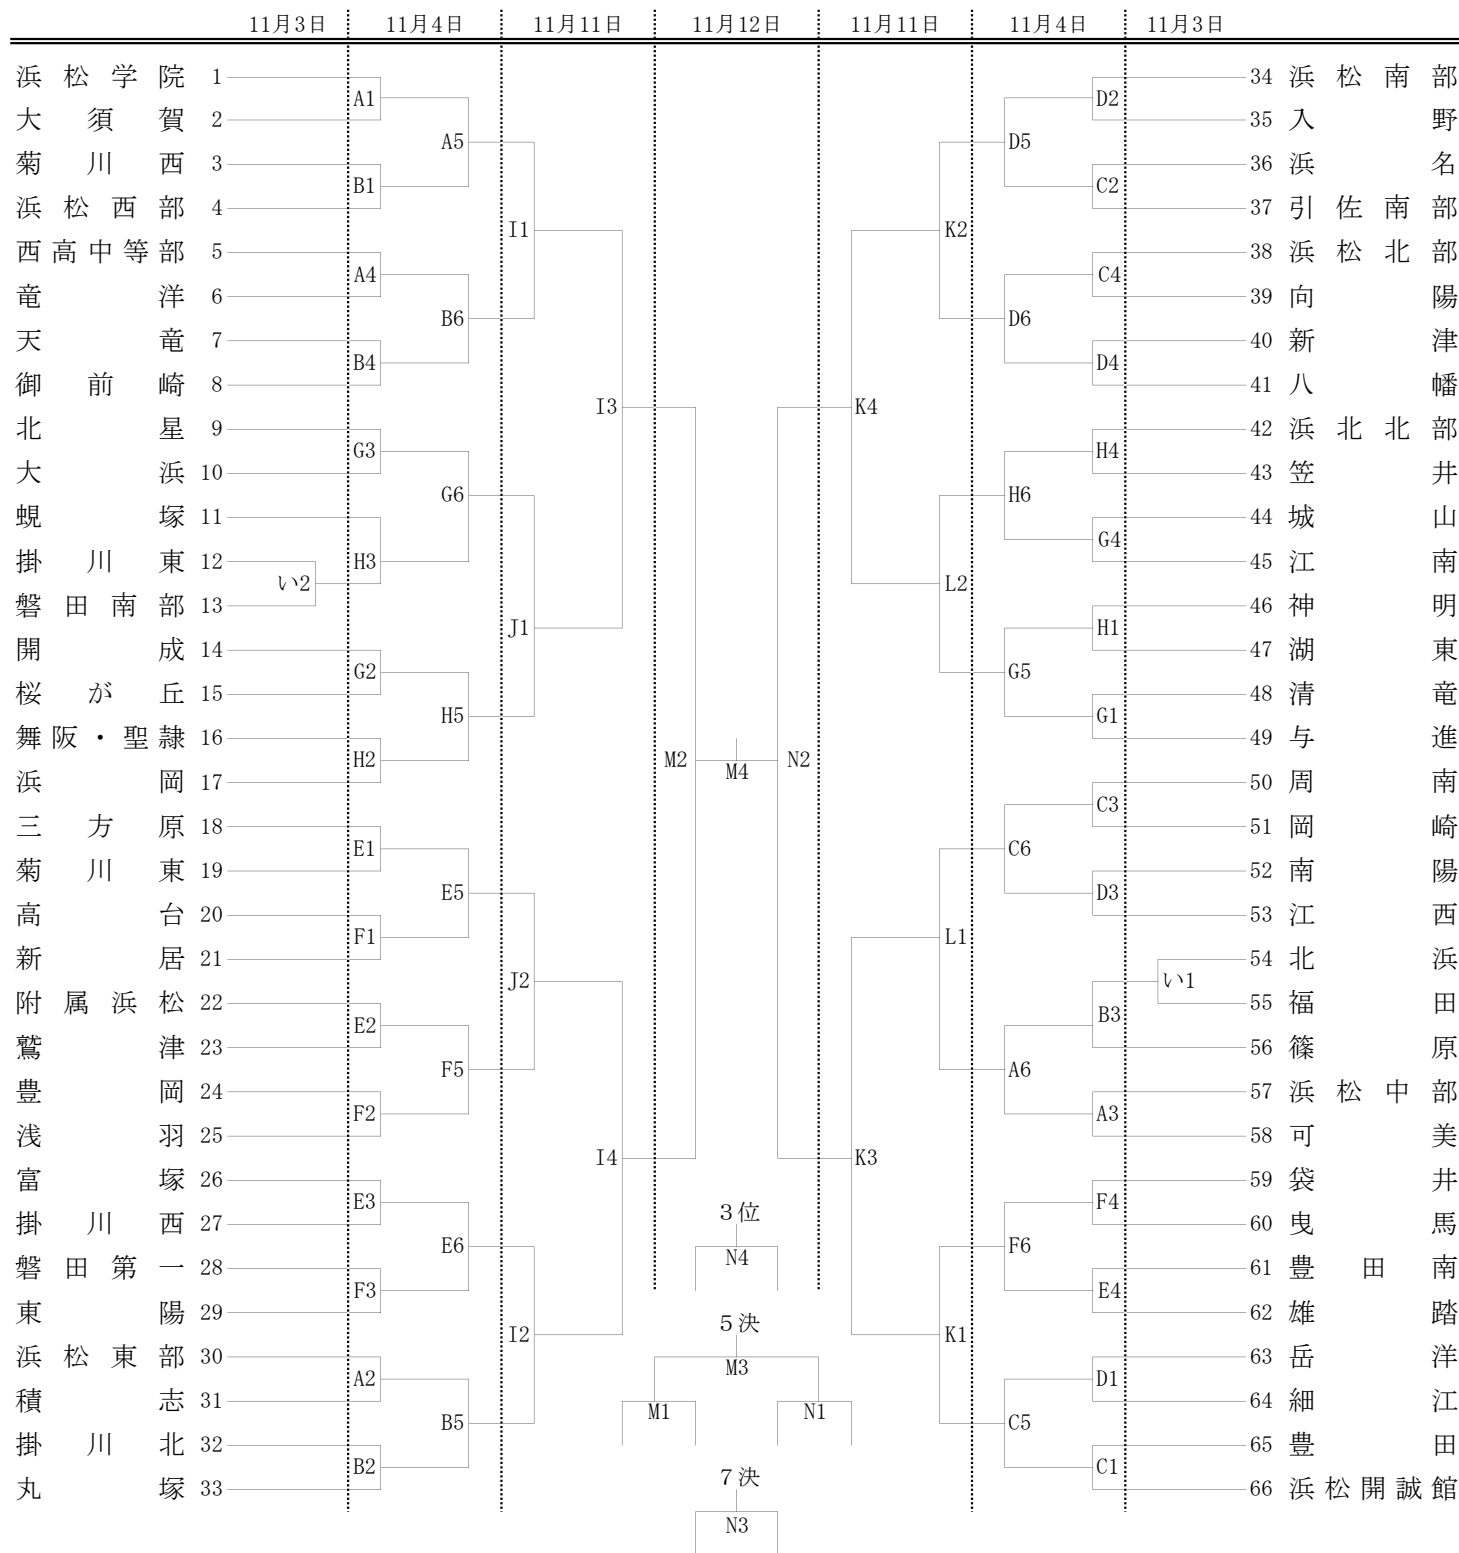 11月3日 11月4日 11月11日 11月12日 11月11日 11月4日 11月3日
浜松学院 1 34 浜松南部
A1 D2
大須賀 2 35 入野
A5 D5
菊川西 3 36 浜名
B1 C2
浜松西部 4 37 引佐南部
I1 K2
西高中等部 5 38 浜松北部
A4 C4
竜洋 6 39 向陽
B6 D6
天竜 7 40 新津
B4 D4
御前崎 8 41 八幡
I3 K4
北星 9 42 浜北北部
G3 H4
大浜 10 43 笠井
G6 H6
蜆塚 11 44 城山
G4
掛川東 12 H3 45 江南
い2 L2
磐田南部 13 46 神明
J1 H1
開成 14 47 湖東
G2 G5
桜が丘 15 48 清竜
H5 G1
舞阪・聖隷 16 49 与進
H2 M2 M4 N2
浜岡 17 50 周南
C3
三方原 18 51 岡崎
E1 C6
菊川東 19 52 南陽
E5 D3
高台 20 53 江西
F1 L1
新居 21 54 北浜
J2 い1
附属浜松 22 55 福田
E2 B3
鷲津 23 56 篠原
F5 A6
豊岡 24 57 浜松中部
F2 A3
浅羽 25 58 可美
I4 K3
富塚 26 59 袋井
E3 3位 F4
掛川西 27 60 曳馬
E6 N4 F6
磐田第一 28 61 豊田南
F3 E4
東陽 29 62 雄踏
I2 5決 K1
浜松東部 30 63 岳洋
A2 M3 D1
積志 31 64 細江
B5 M1 N1 C5
掛川北 32 65 豊田
B2 7決 C1
丸塚 33 66 浜松開誠館
N3